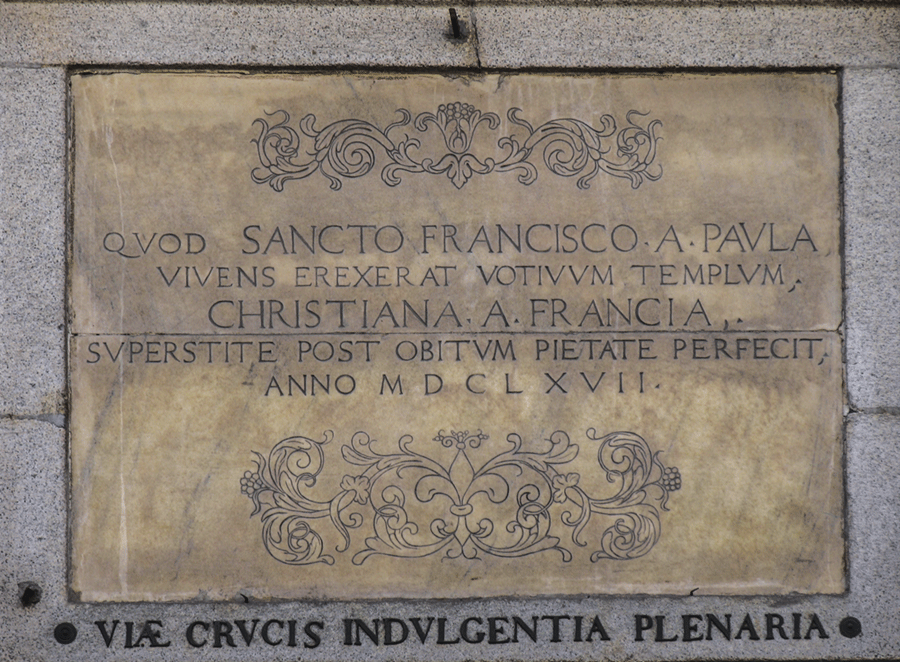 QVOD SANCTO FRANCISCO·A·PAVLA
VIVENS EREXERAT VOTIVVM TEMPLVM,
CHRISTIANA·A·FRANCIA,·
SVPERSTITE POST OBITVM PIETATE PERFECIT,
ANNO M D C L X V I I·
VIÆ CRVCIS INDVLGENTIA PLENARIA